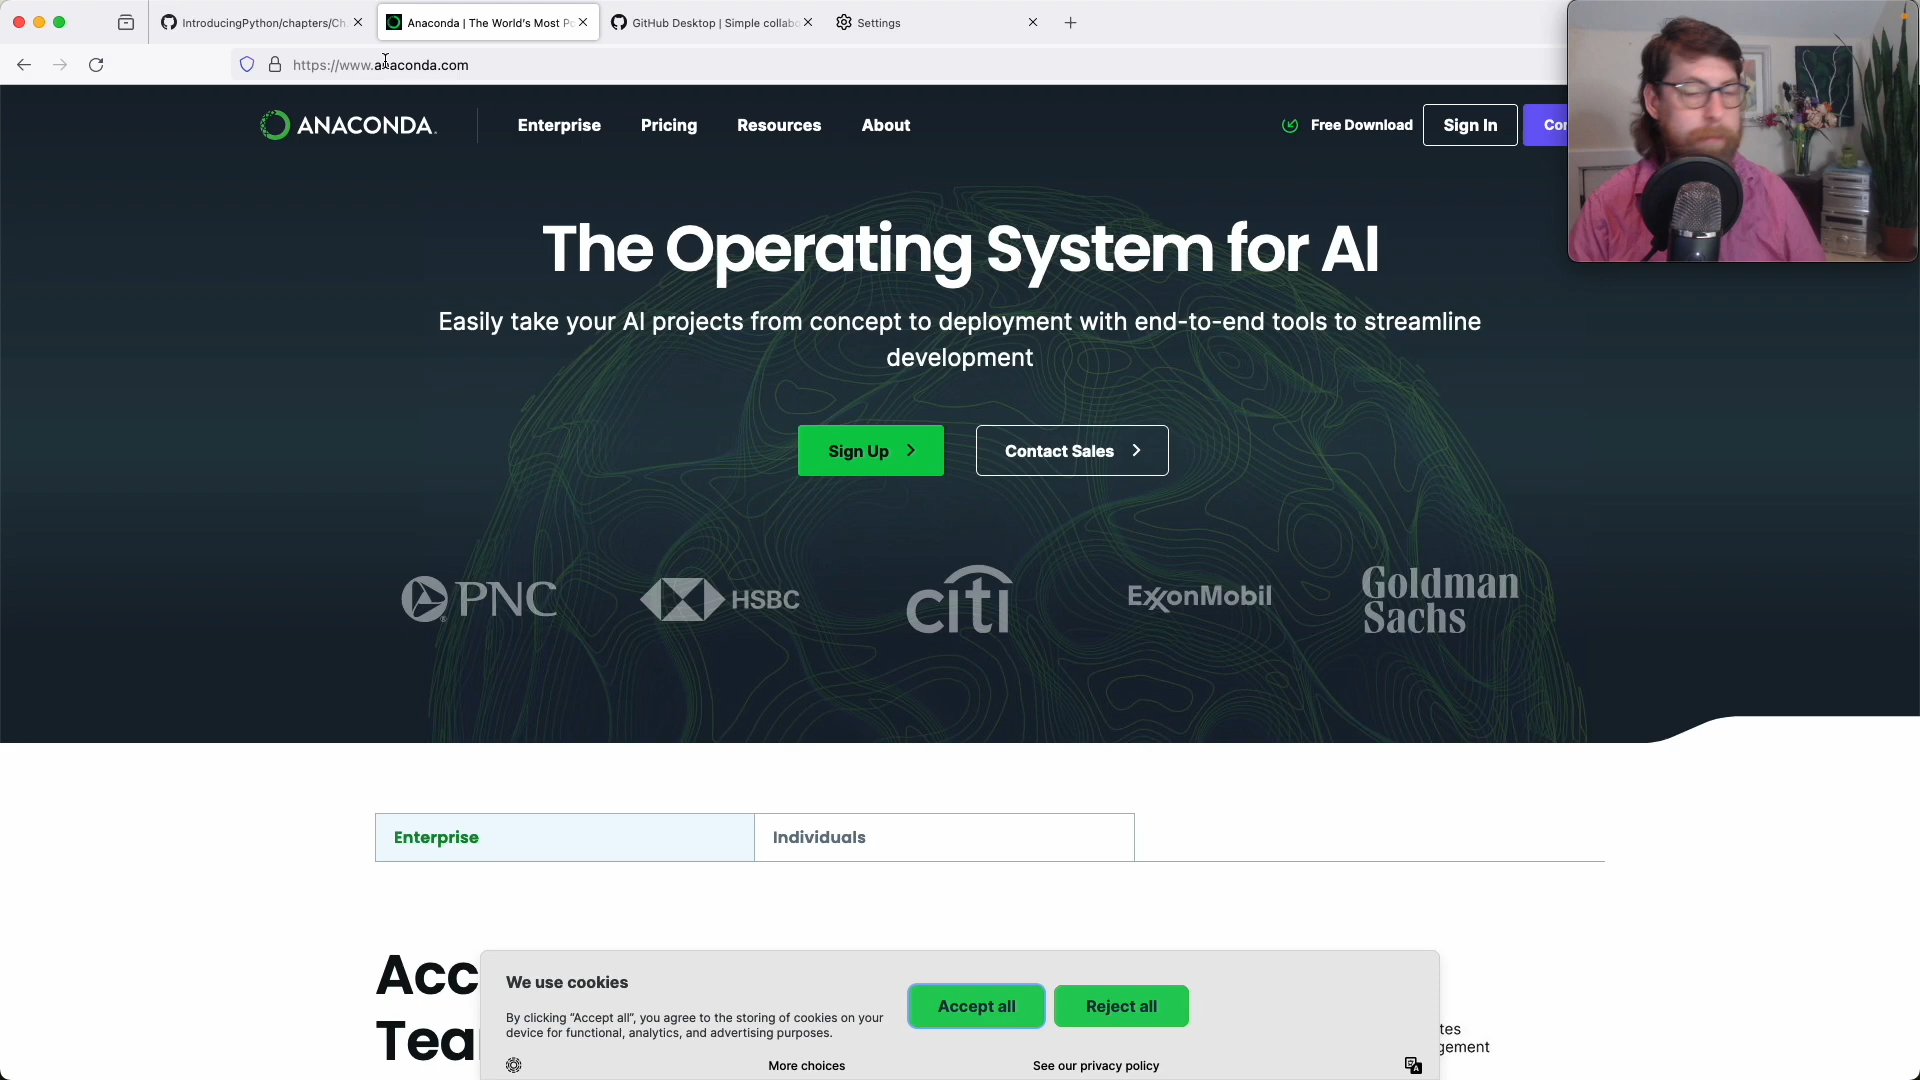 IntroducingPython/chapters/Ch
Anaconda | The World's Most Po
GitHub Desktop | Simple collabo
Settings
https://www.anaconda.com
ANACONDA.
Enterprise
Pricing
Resources
About
Free Download
Sign In
Con
The Operating System for AI
Easily take your AI projects from concept to deployment with end-to-end tools to streamline
development
Sign Up
Contact Sales
PNC
HSBC
citi
ExxonMobil
Goldman
Sachs
Enterprise
Individuals
Acc
Tea
We use cookies
By clicking "Accept all", you agree to the storing of cookies on your
device for functional, analytics, and advertising purposes.
Accept all
Reject all
More choices
See our privacy policy
tes
gement